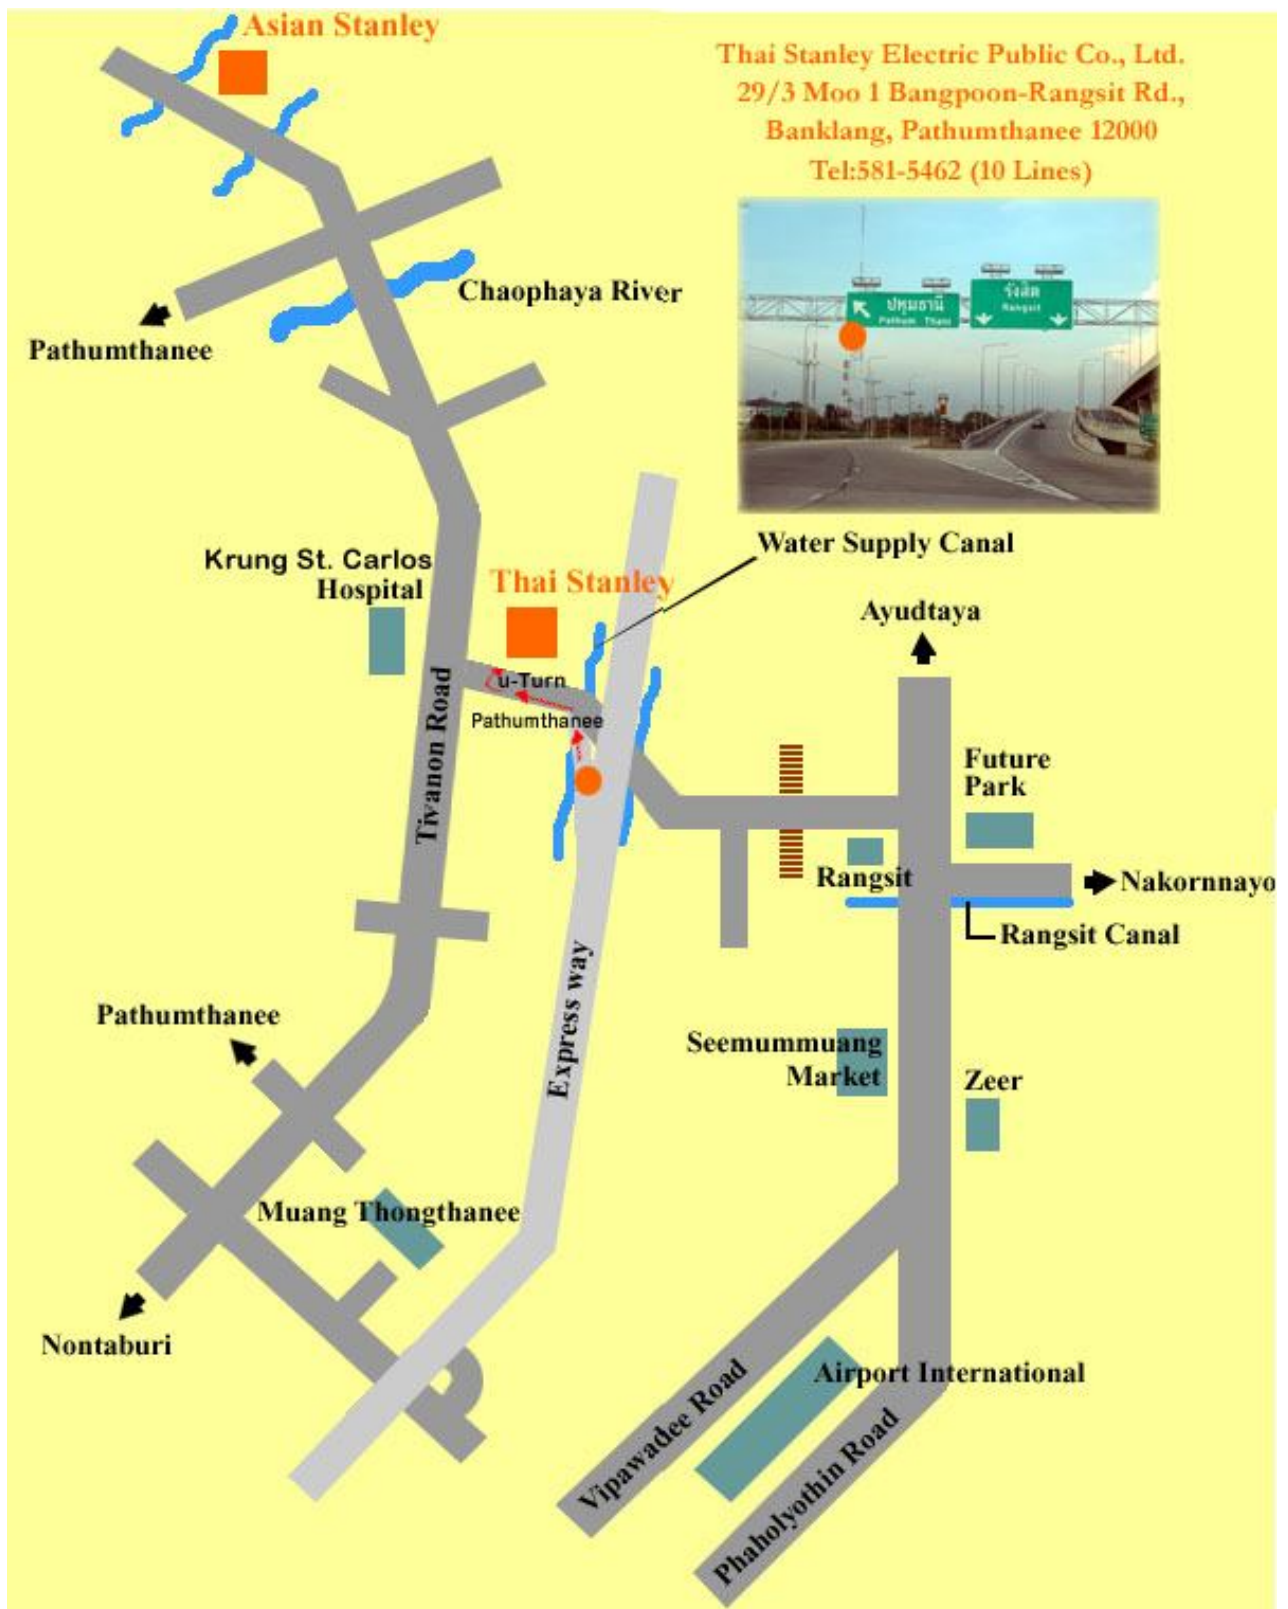 Asian Stanley
Thai Stanley Electric Public Co., Ltd.
29/3 Moo 1 Bangpoon-Rangsit Rd.,
Banklang, Pathumthanee 12000
Tel:581-5462 (10 Lines)
ปทุมธานี
Pathum Thani
รังสิต
Rangsit
Chaophaya River
Pathumthanee
Water Supply Canal
Krung St. Carlos
Hospital
Thai Stanley
Ayudtaya
u-Turn
Pathumthanee
Tivanon Road
Future
Park
Rangsit
Nakornnayo
Rangsit Canal
Express way
Pathumthanee
Seemummuang
Market
Zeer
Muang Thongthanee
Nontaburi
Airport International
Vipawadee Road
Phaholyothin Road